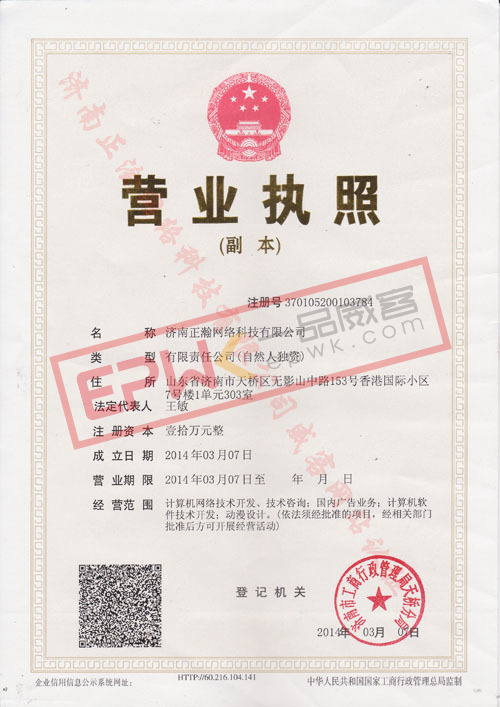 营业执照
(副 本)
注册号 370105200103784
名 称 济南正瀚网络科技有限公司
类 型 有限责任公司(自然人独资)
住 所 山东省济南市天桥区无影山中路153号香港国际小区
7号楼1单元303室
法定代表人 王敏
注册资本 壹拾万元整
成立日期 2014年03月07日
营业期限 2014年03月07日至 年 月 日
经营范围 计算机网络技术开发、技术咨询；国内广告业务；计算机软
件技术开发；动漫设计。(依法须经批准的项目，经相关部门
批准后方可开展经营活动)
登记机关
济南市工商行政管理局天桥分局
2014年 03月 07日
企业信用信息公示系统网址：
HTTP://60.216.104.141
中华人民共和国国家工商行政管理总局监制
EPWK 一品威客
epwk.com